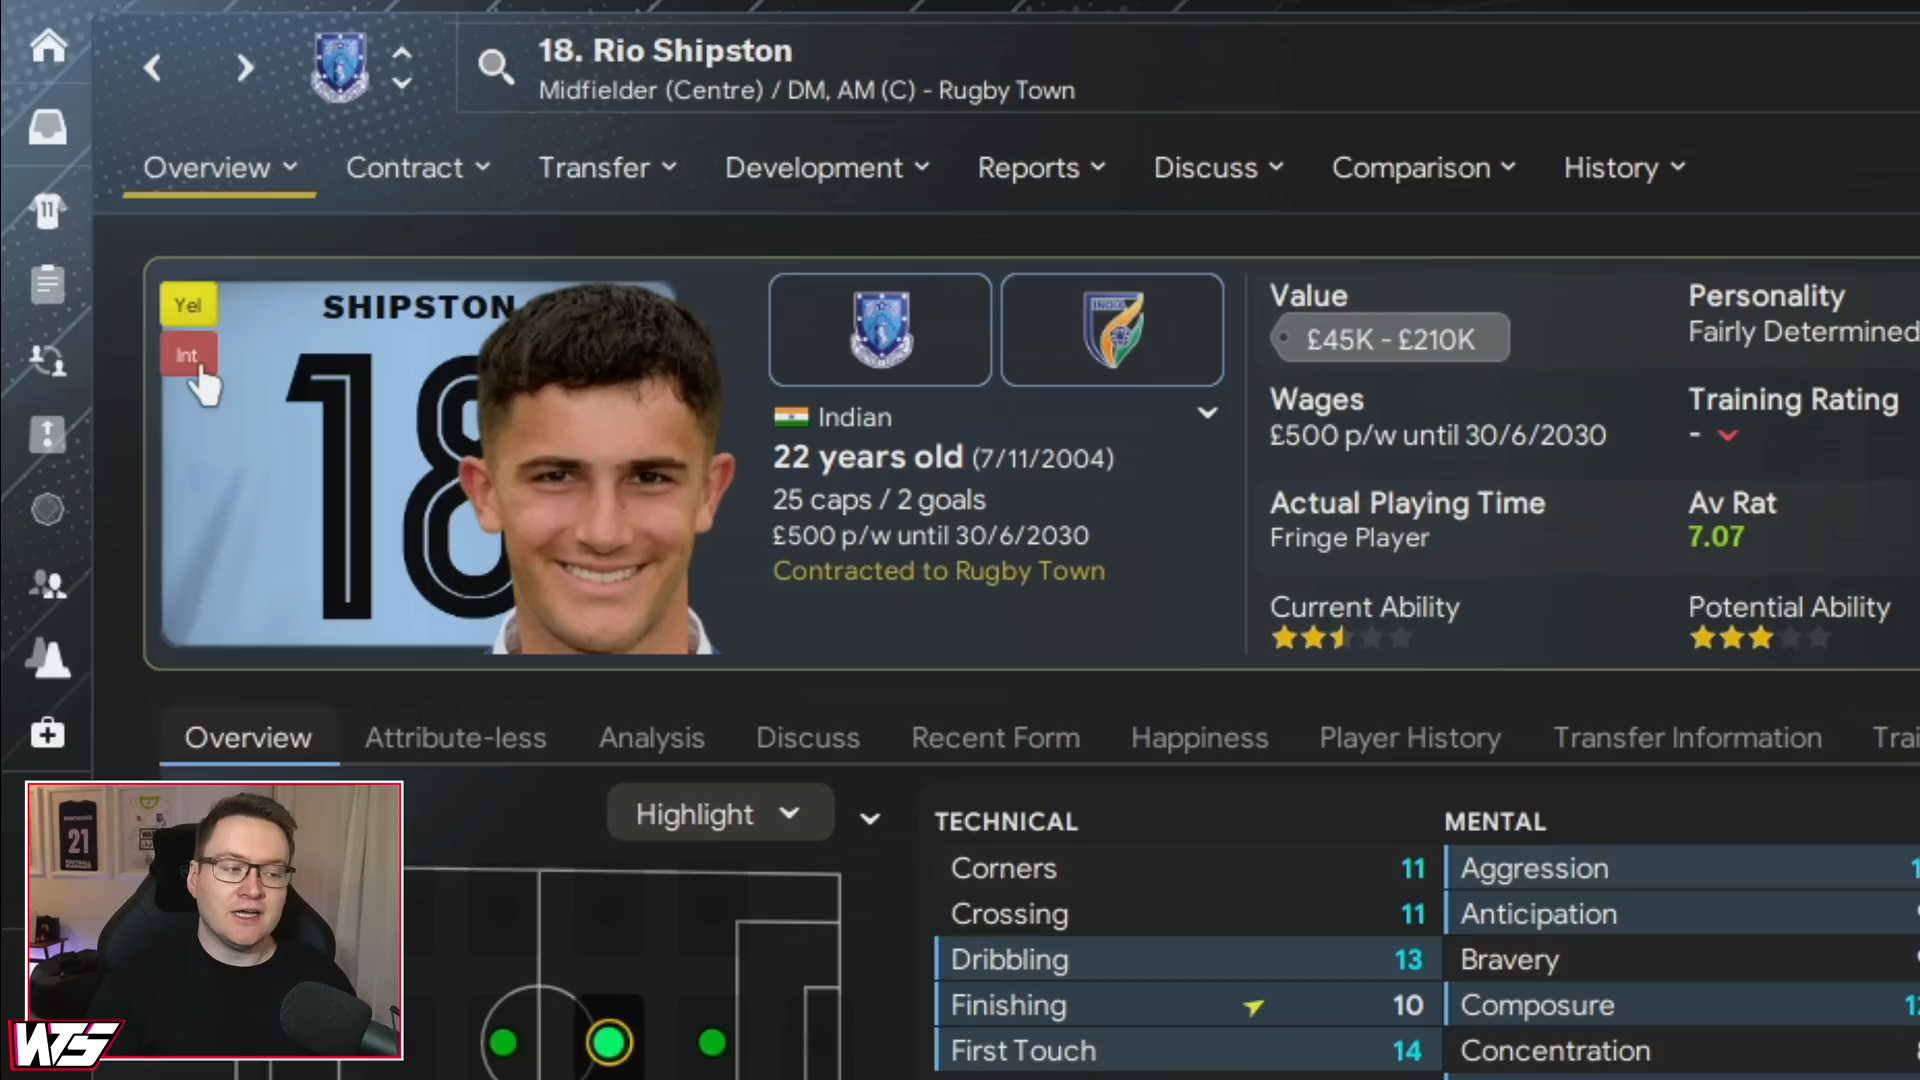 18. Rio Shipston
Midfielder (Centre) / DM, AM (C) - Rugby Town
11
Overview
Contract
Transfer
Development
Reports
Discuss
Comparison
History
Yel
Int
SHIPSTON
18
INDIA
Indian
22 years old (7/11/2004)
25 caps / 2 goals
£500 p/w until 30/6/2030
Contracted to Rugby Town
Value
£45K - £210K
Personality
Fairly Determined
Wages
£500 p/w until 30/6/2030
Training Rating
-
Actual Playing Time
Fringe Player
Av Rat
7.07
Current Ability
Potential Ability
Overview
Attribute-less
Analysis
Discuss
Recent Form
Happiness
Player History
Transfer Information
Trai
Highlight
TECHNICAL
Corners 11
Crossing 11
Dribbling 13
Finishing 10
First Touch 14
MENTAL
Aggression
Anticipation
Bravery
Composure
Concentration
21
WTS